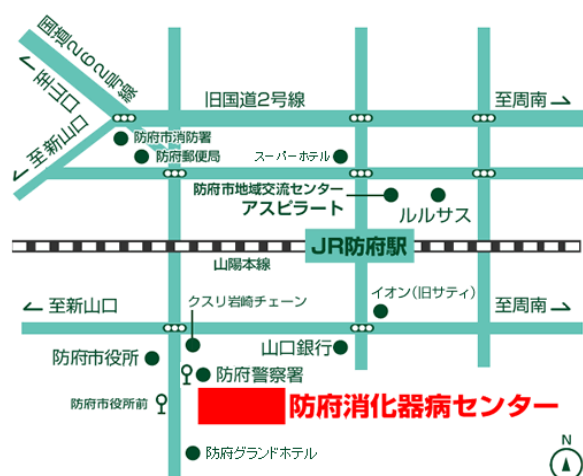 国道262号線
至山口
至新山口
旧国道2号線
至周南
防府市消防署
防府郵便局
スーパーホテル
防府市地域交流センター
アスピラート
ルルサス
JR防府駅
山陽本線
至新山口
クスリ岩崎チェーン
イオン(旧サティ)
至周南
防府市役所
山口銀行
防府警察署
防府市役所前
防府消化器病センター
防府グランドホテル
N